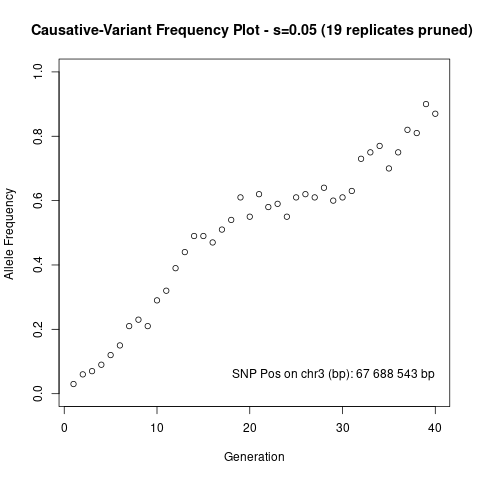 Causative-Variant Frequency Plot - s=0.05 (19 replicates pruned)
1.0
0.8
0.6
0.4
0.2
0.0
Allele Frequency
SNP Pos on chr3 (bp): 67 688 543 bp
0 10 20 30 40
Generation